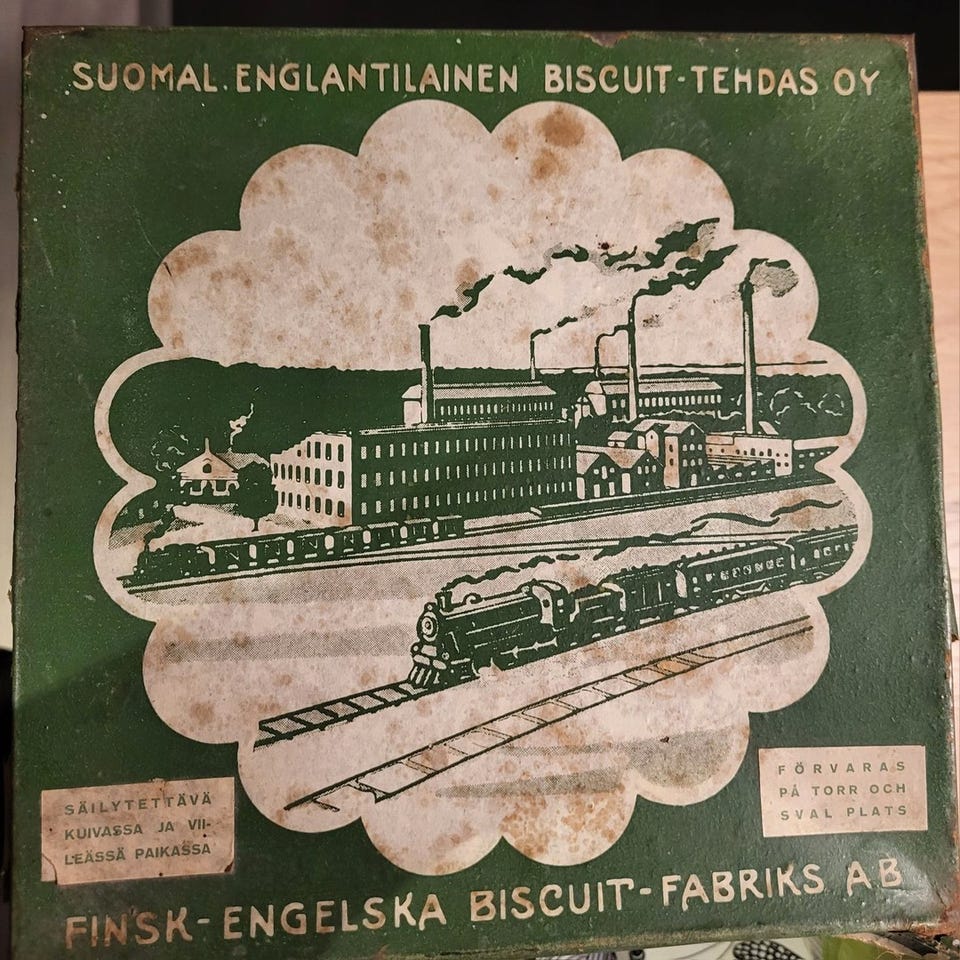 SUOMAL. ENGLANTILAINEN BISCUIT-TEHDAS OY
SÄILYTETTÄVÄ
KUIVASSA JA VII-
LEÄSSÄ PAIKASSA
FÖRVARAS
PÅ TORR OCH
SVAL PLATS
FINSK-ENGELSKA BISCUIT-FABRIKS AB